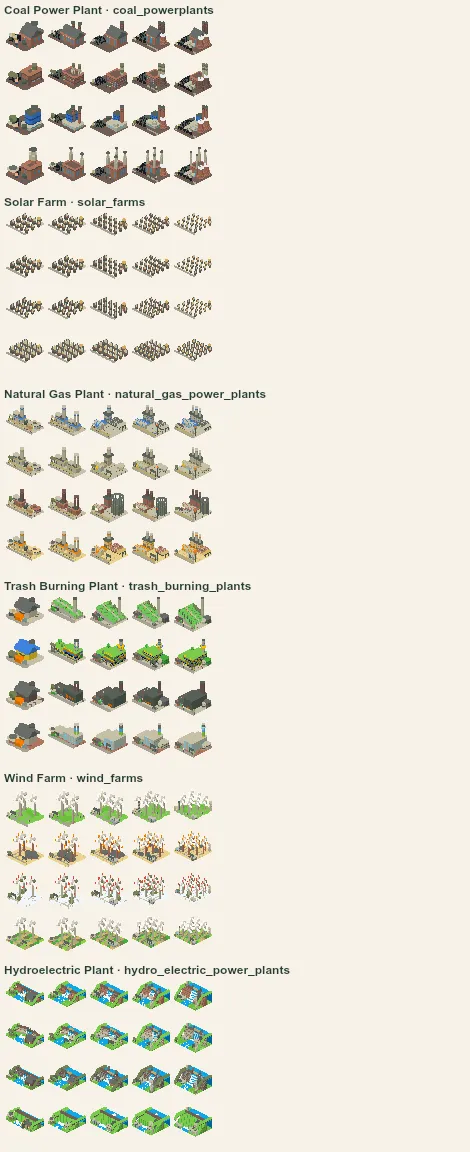 Coal Power Plant · coal_powerplants
Solar Farm · solar_farms
Natural Gas Plant · natural_gas_power_plants
Trash Burning Plant · trash_burning_plants
Wind Farm · wind_farms
Hydroelectric Plant · hydro_electric_power_plants